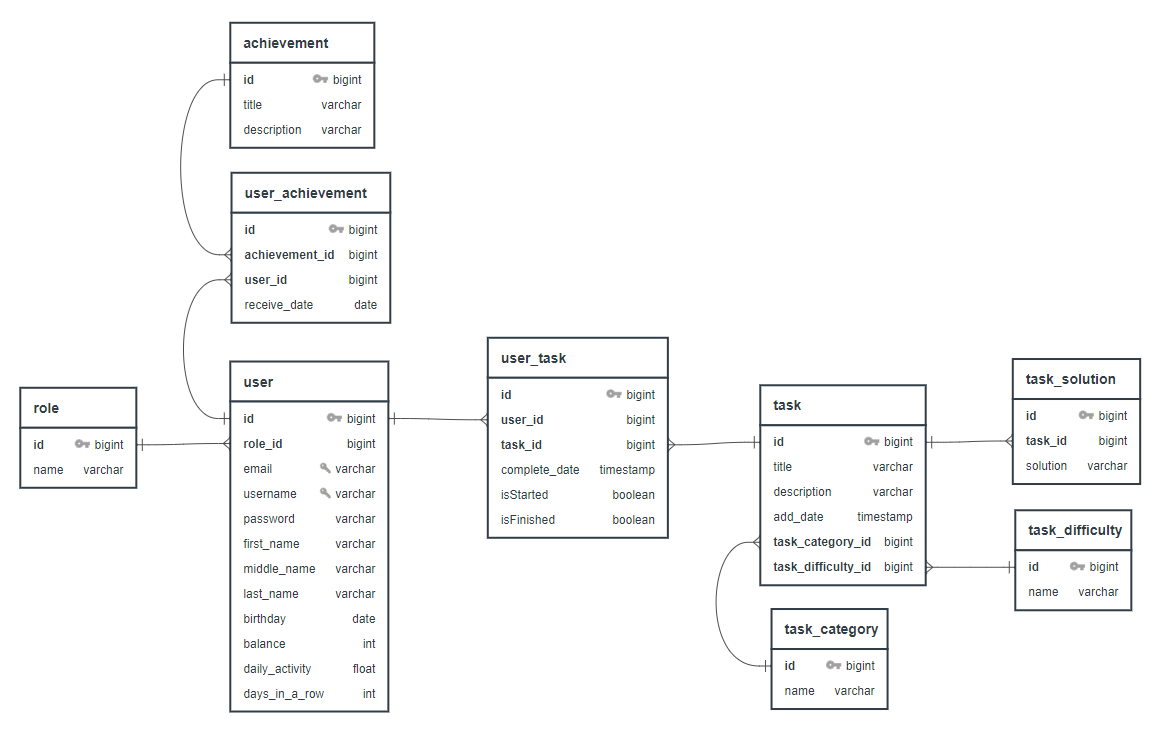 achievement
id bigint
title varchar
description varchar
user_achievement
id bigint
achievement_id bigint
user_id bigint
receive_date date
role
id bigint
name varchar
user
id bigint
role_id bigint
email varchar
username varchar
password varchar
first_name varchar
middle_name varchar
last_name varchar
birthday date
balance int
daily_activity float
days_in_a_row int
user_task
id bigint
user_id bigint
task_id bigint
complete_date timestamp
isStarted boolean
isFinished boolean
task
id bigint
title varchar
description varchar
add_date timestamp
task_category_id bigint
task_difficulty_id bigint
task_solution
id bigint
task_id bigint
solution varchar
task_difficulty
id bigint
name varchar
task_category
id bigint
name varchar